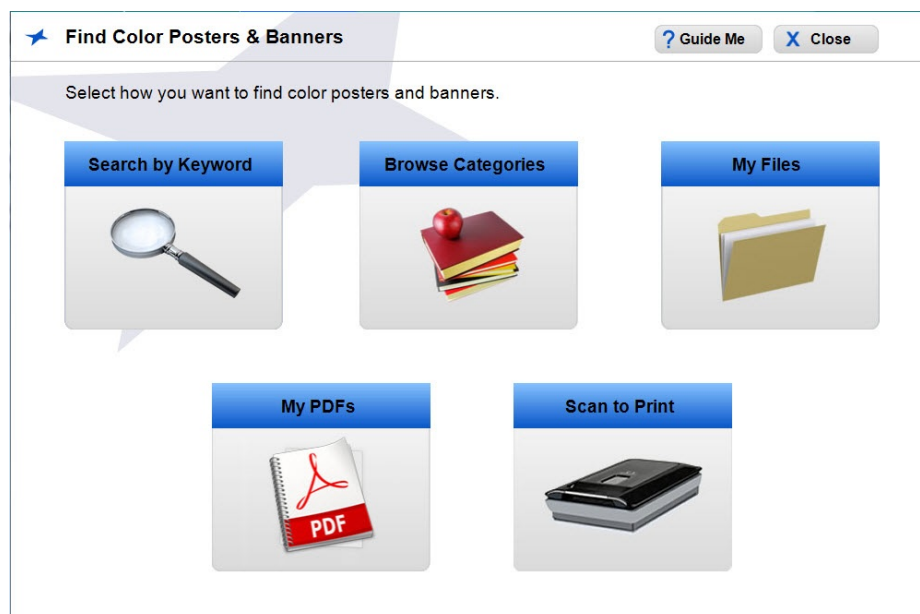 Find Color Posters & Banners
? Guide Me
X Close
Select how you want to find color posters and banners.
Search by Keyword
Browse Categories
My Files
My PDFs
Scan to Print
PDF